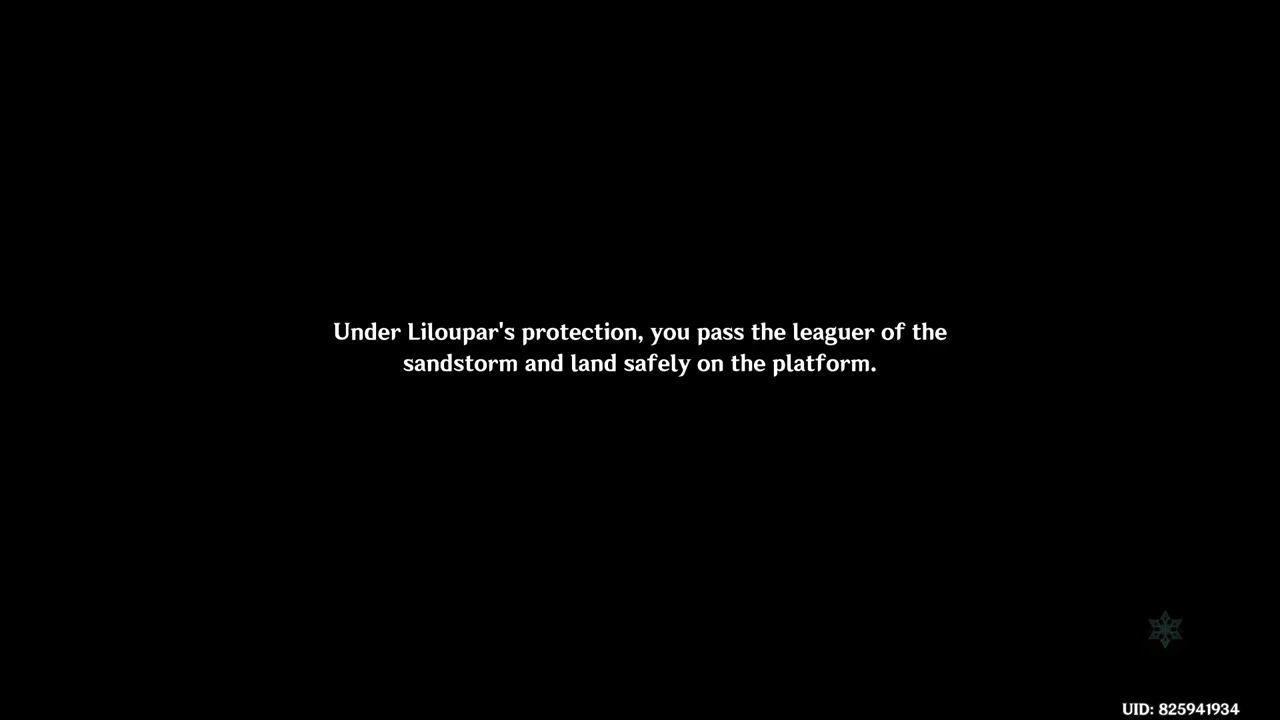 Under Liloupar's protection, you pass the leaguer of the
sandstorm and land safely on the platform.
UID: 825941934